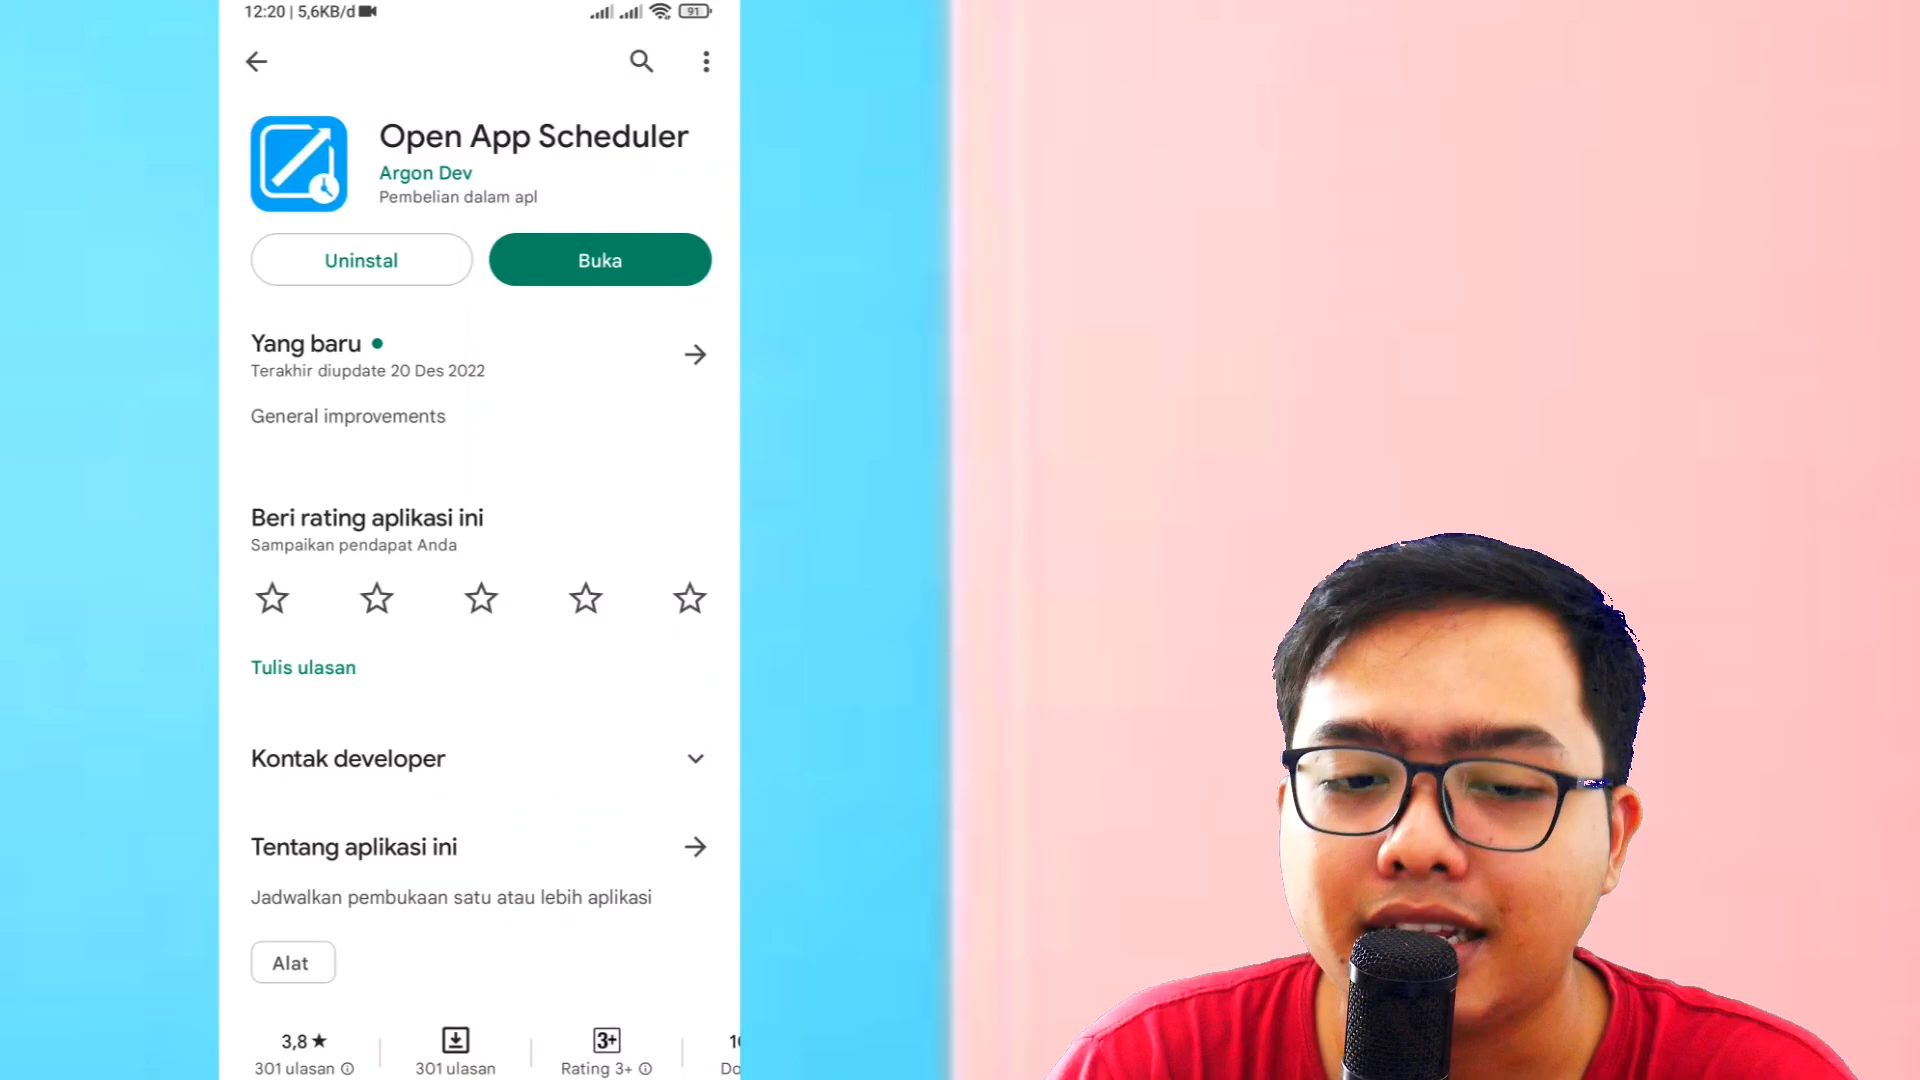 12:20 | 5,6KB/d
91
Open App Scheduler
Argon Dev
Pembelian dalam apl
Uninstal
Buka
Yang baru
Terakhir diupdate 20 Des 2022
General improvements
Beri rating aplikasi ini
Sampaikan pendapat Anda
Tulis ulasan
Kontak developer
Tentang aplikasi ini
Jadwalkan pembukaan satu atau lebih aplikasi
Alat
3,8★
3+
301 ulasan
301 ulasan
Rating 3+